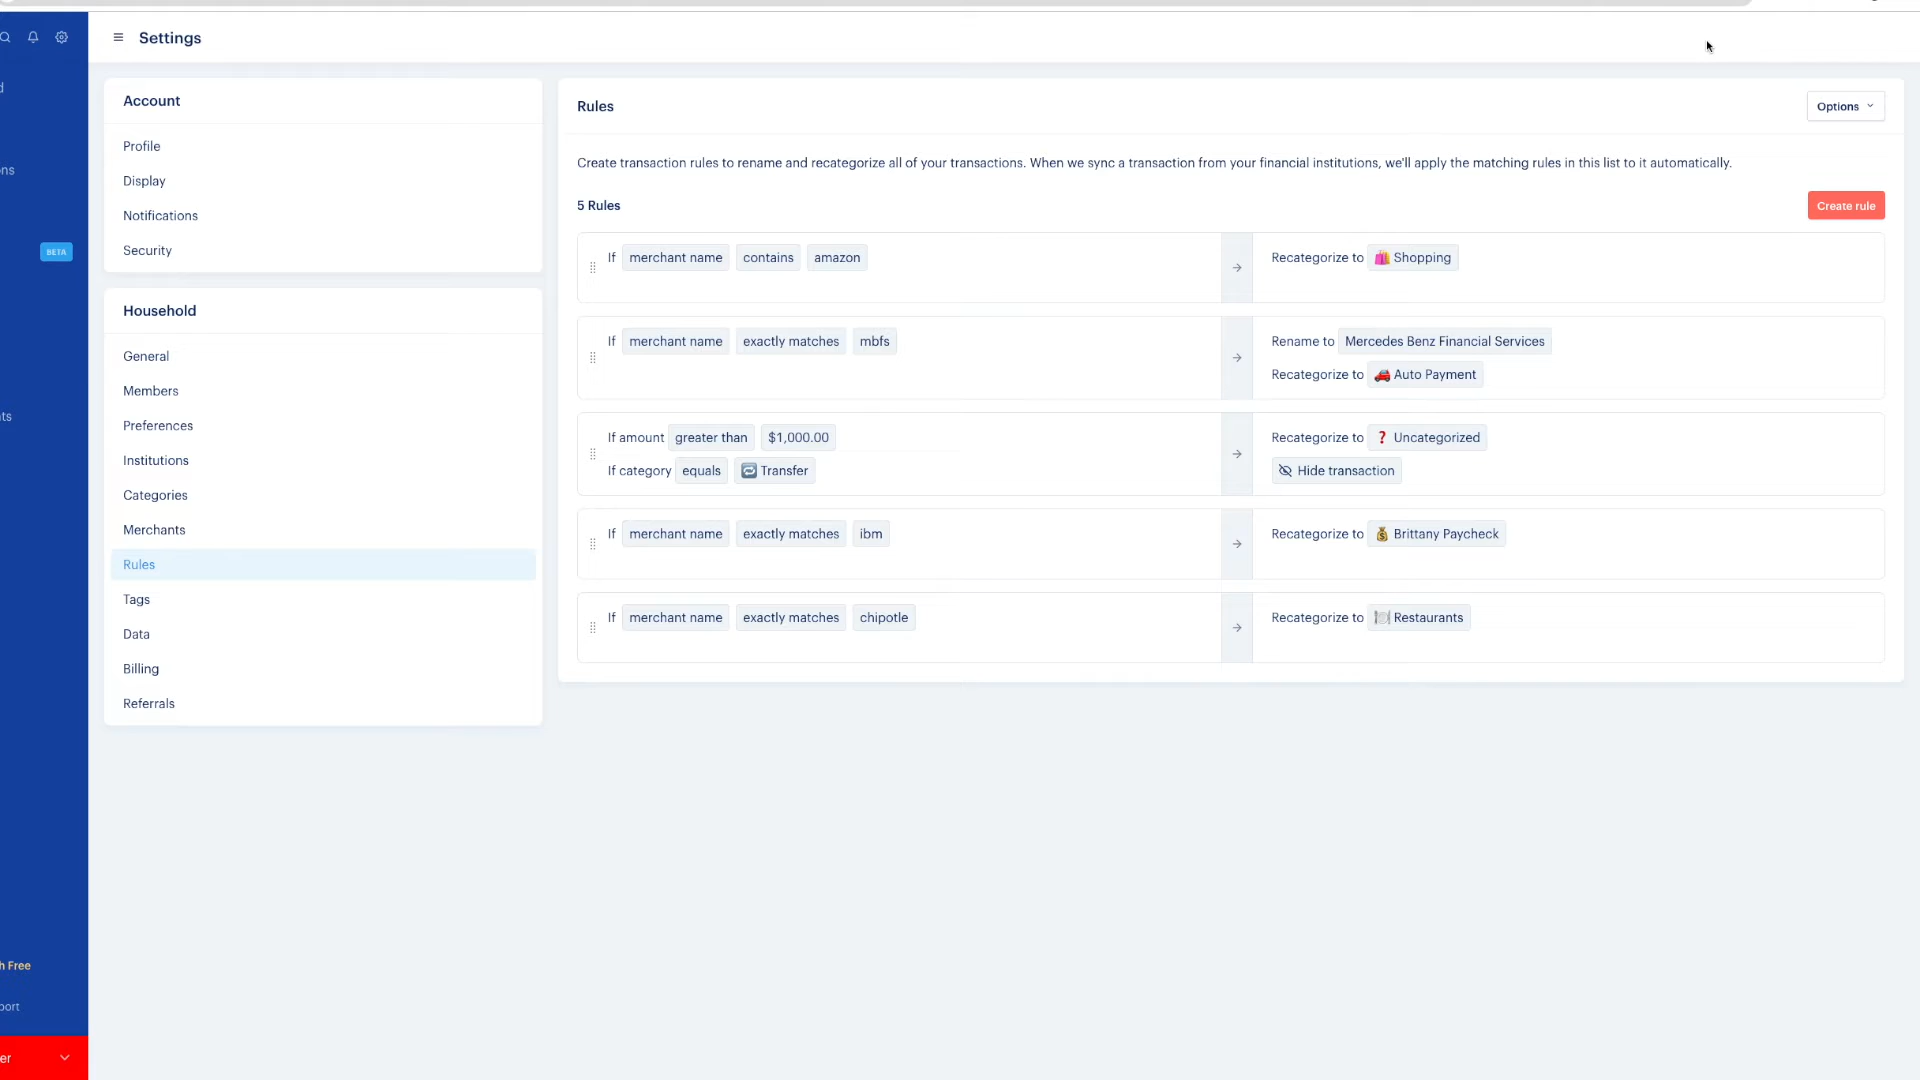 Settings
d
ons
BETA
nts
h Free
port
er
Account
Profile
Display
Notifications
Security
Household
General
Members
Preferences
Institutions
Categories
Merchants
Rules
Tags
Data
Billing
Referrals
Rules
Options
Create transaction rules to rename and recategorize all of your transactions. When we sync a transaction from your financial institutions, we'll apply the matching rules in this list to it automatically.
5 Rules
Create rule
If merchant name contains amazon
Recategorize to Shopping
If merchant name exactly matches mbfs
Rename to Mercedes Benz Financial Services
Recategorize to Auto Payment
If amount greater than $1,000.00
If category equals Transfer
Recategorize to ❓ Uncategorized
Hide transaction
If merchant name exactly matches ibm
Recategorize to Brittany Paycheck
If merchant name exactly matches chipotle
Recategorize to Restaurants